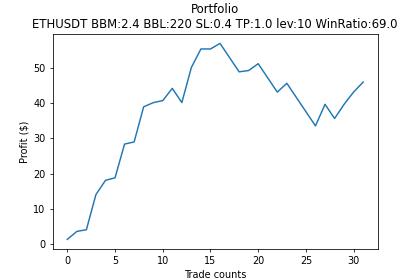 Portfolio
ETHUSDT BBM:2.4 BBL:220 SL:0.4 TP:1.0 lev:10 WinRatio:69.0
50
40
30
20
10
0
Profit ($)
0 5 10 15 20 25 30
Trade counts